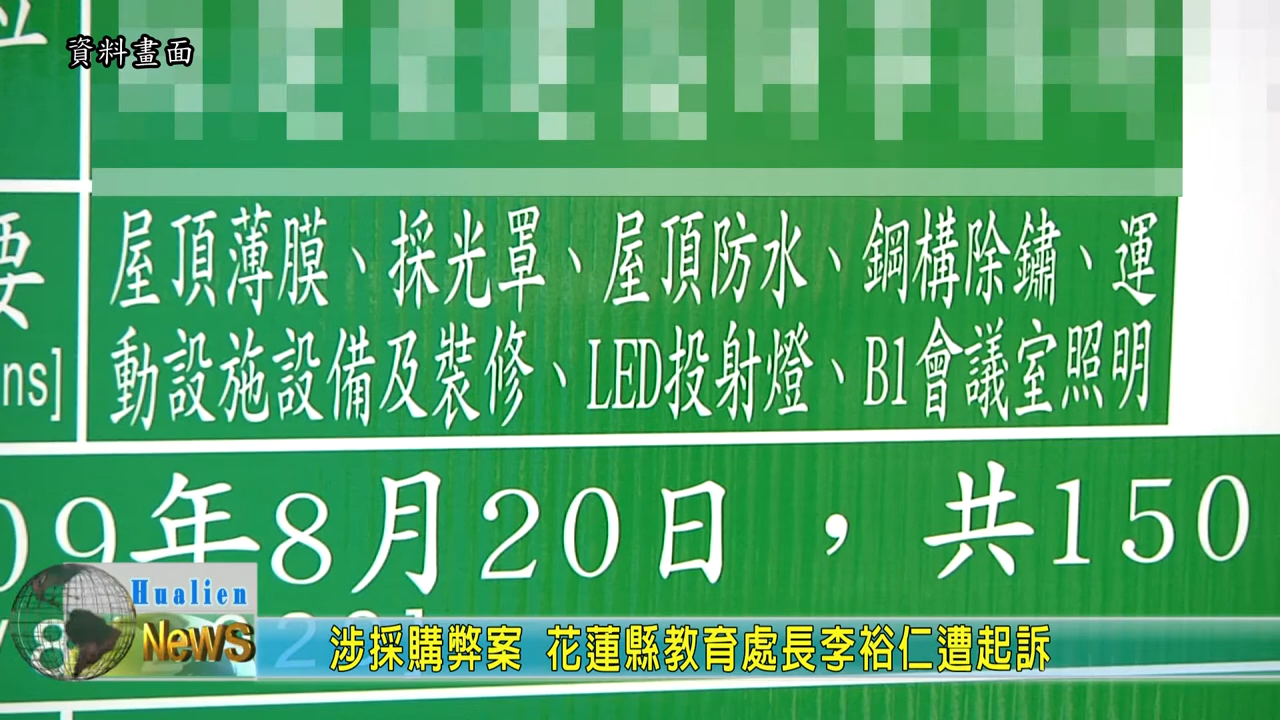 資料畫面
屋頂薄膜、採光罩、屋頂防水、鋼構除鏽、運
要
動設施設備及裝修、LED投射燈、B1會議室照明
ns]
09年8月20日，共150
Hualien
News
涉採購弊案 花蓮縣教育處長李裕仁遭起訴